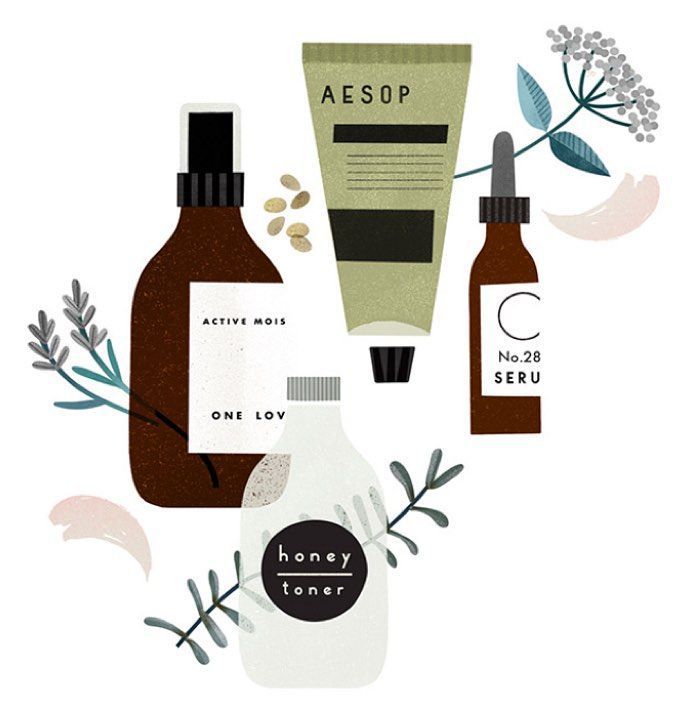 AESOP
ACTIVE MOIS
ONE LOV
C
No.28
SERU
honey
toner